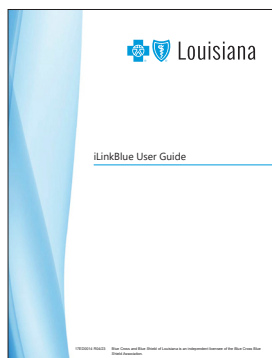 Louisiana
iLinkBlue User Guide
Blue Cross and Blue Shield of Louisiana is an independent licensee of the Blue Cross Blue
Shield Association.